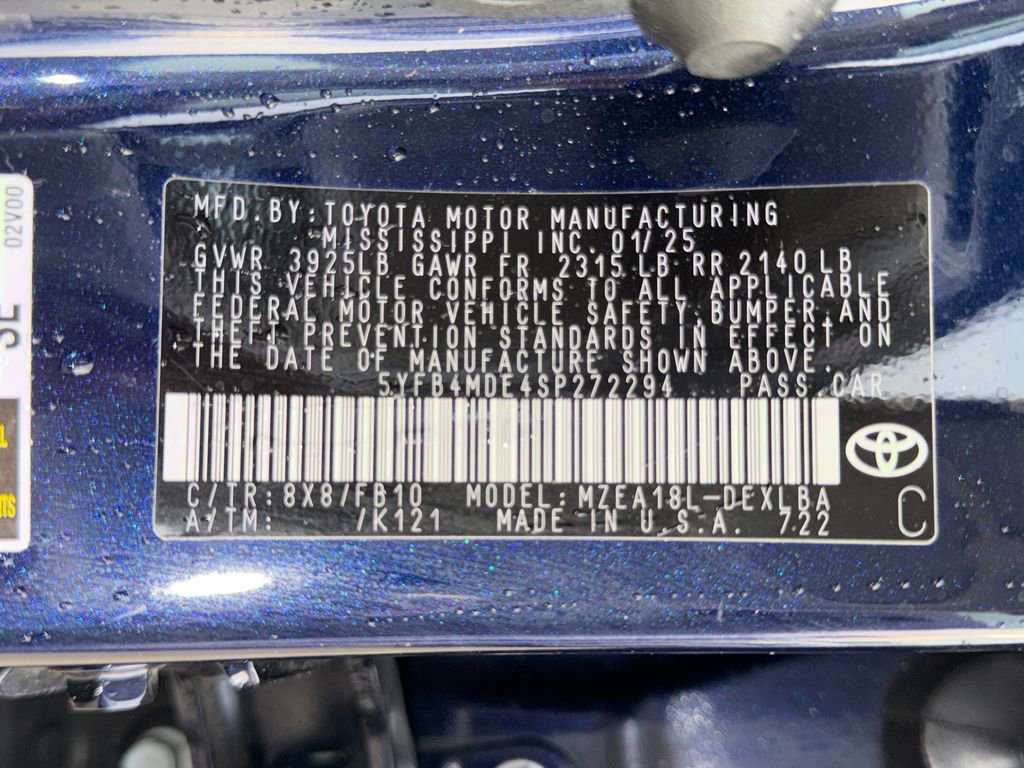 MFD.BY:TOYOTA MOTOR MANUFACTURING
MISSISSIPPI INC. 01/25
GVWR 3925LB GAWR FR 2315LB RR 2140LB
THIS VEHICLE CONFORMS TO ALL APPLICABLE
FEDERAL MOTOR VEHICLE SAFETY,BUMPER,AND
THEFT PREVENTION STANDARDS IN EFFECT ON
THE DATE OF MANUFACTURE SHOWN ABOVE.
5YFB4MDE4SP272294 PASS.CAR
C/TR:8X8/FB10 MODEL:MZEA18L-DEXLBA
A/TM: /K121 MADE IN U.S.A. 722
C
02V00